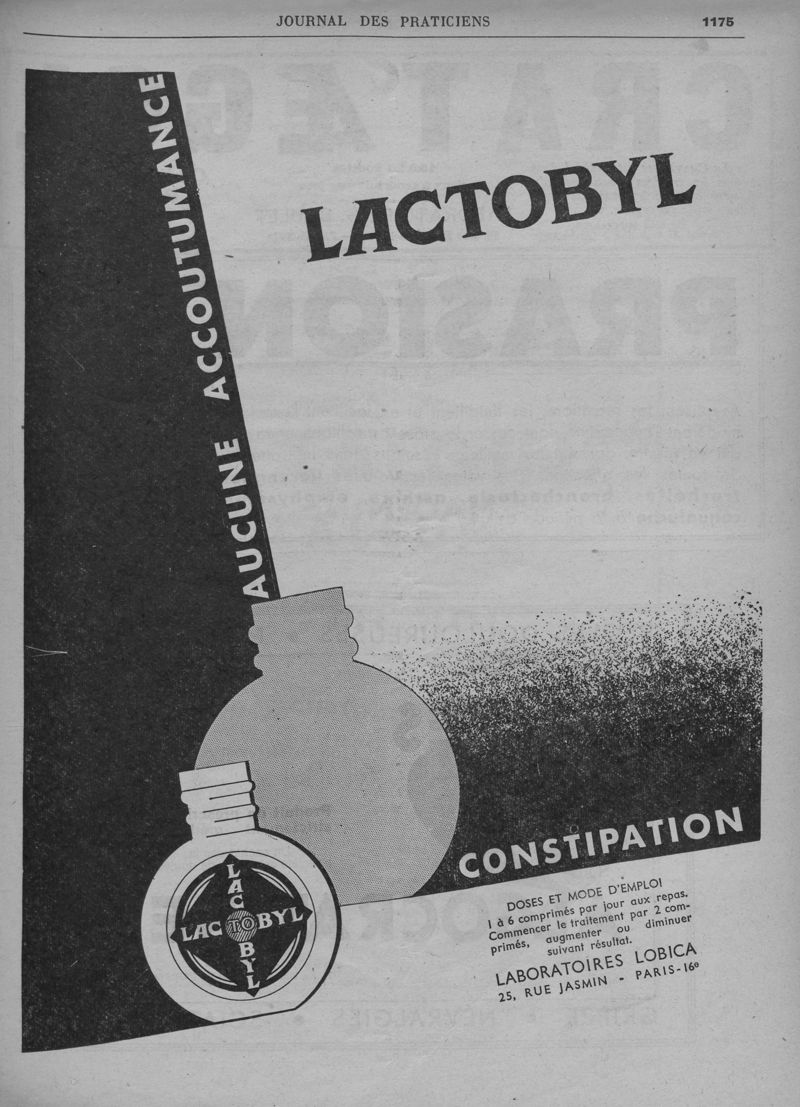 JOURNAL DES PRATICIENS
1175
LACTOBYL
AUCUNE ACCOUTUMANCE
CONSTIPATION
LACTOBYL
LACTOBYL
DOSES ET MODE D'EMPLOI
1 à 6 comprimés par jour aux repas.
Commencer le traitement par 2 com-
primés, augmenter ou diminuer
suivant résultat.
LABORATOIRES LOBICA
25, RUE JASMIN - PARIS-16e